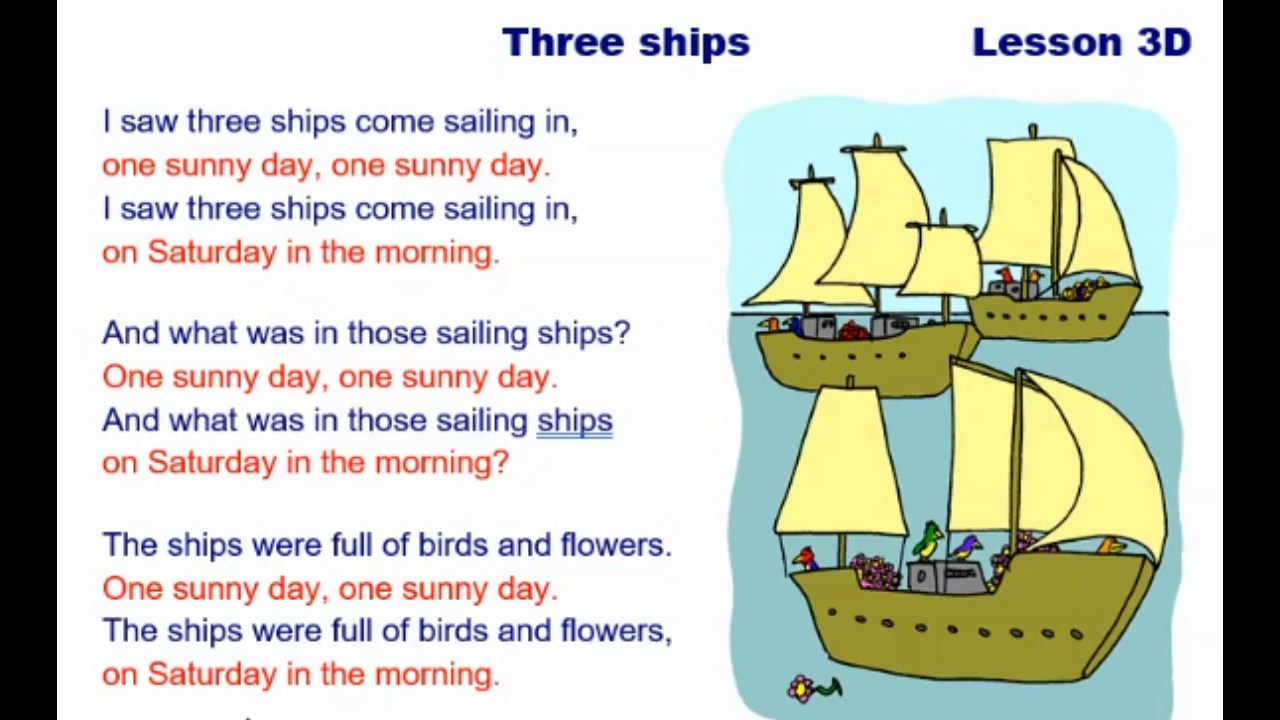 Three ships Lesson 3D
I saw three ships come sailing in,
one sunny day, one sunny day.
I saw three ships come sailing in,
on Saturday in the morning.
And what was in those sailing ships?
One sunny day, one sunny day.
And what was in those sailing ships
on Saturday in the morning?
The ships were full of birds and flowers.
One sunny day, one sunny day.
The ships were full of birds and flowers,
on Saturday in the morning.